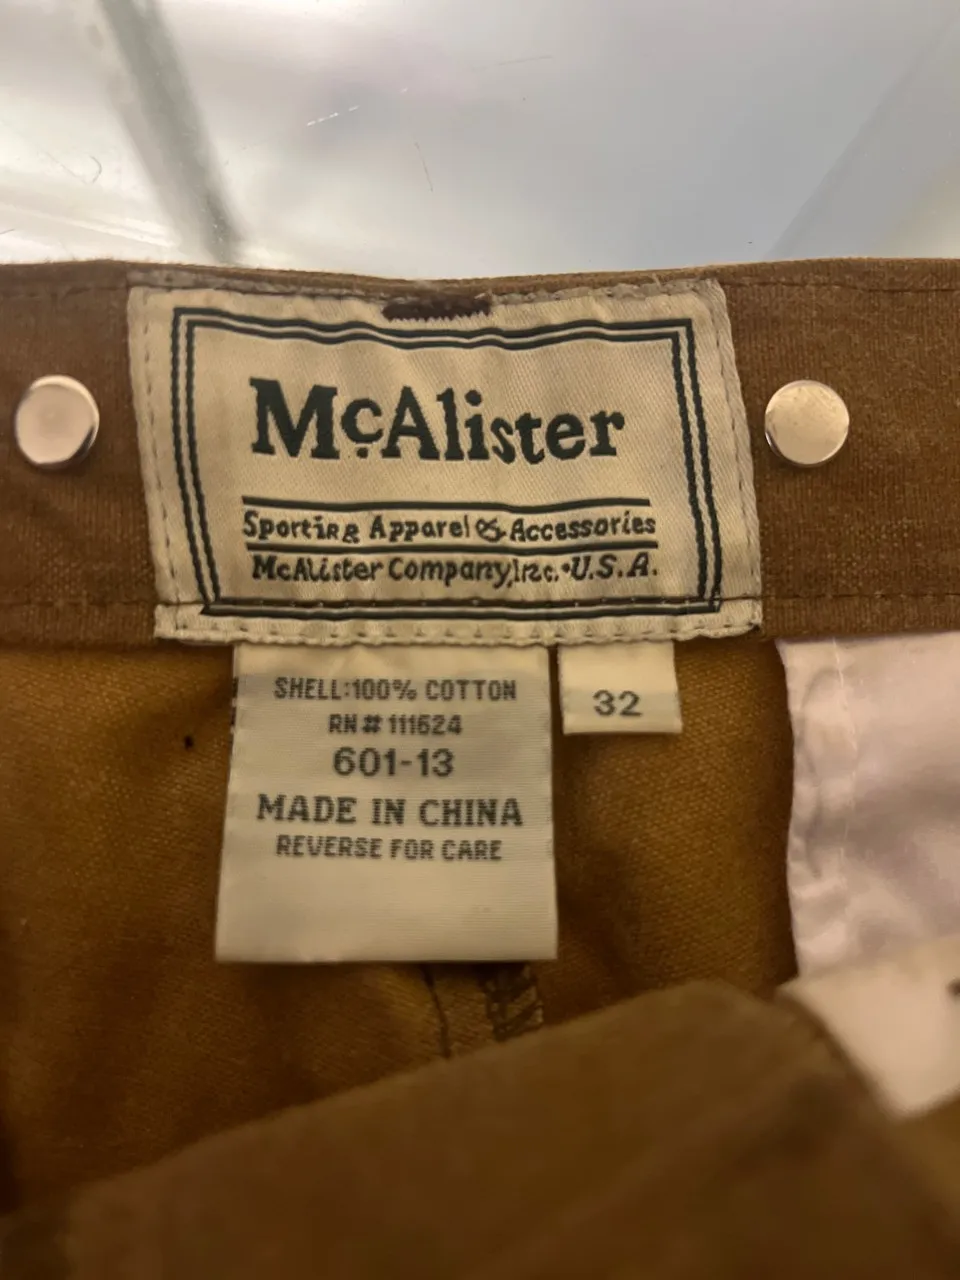 McAlister
Sporting Apparel & Accessories
McAlister Company, Inc. • U.S.A.
SHELL:100% COTTON
RN# 111624
601-13
MADE IN CHINA
REVERSE FOR CARE
32